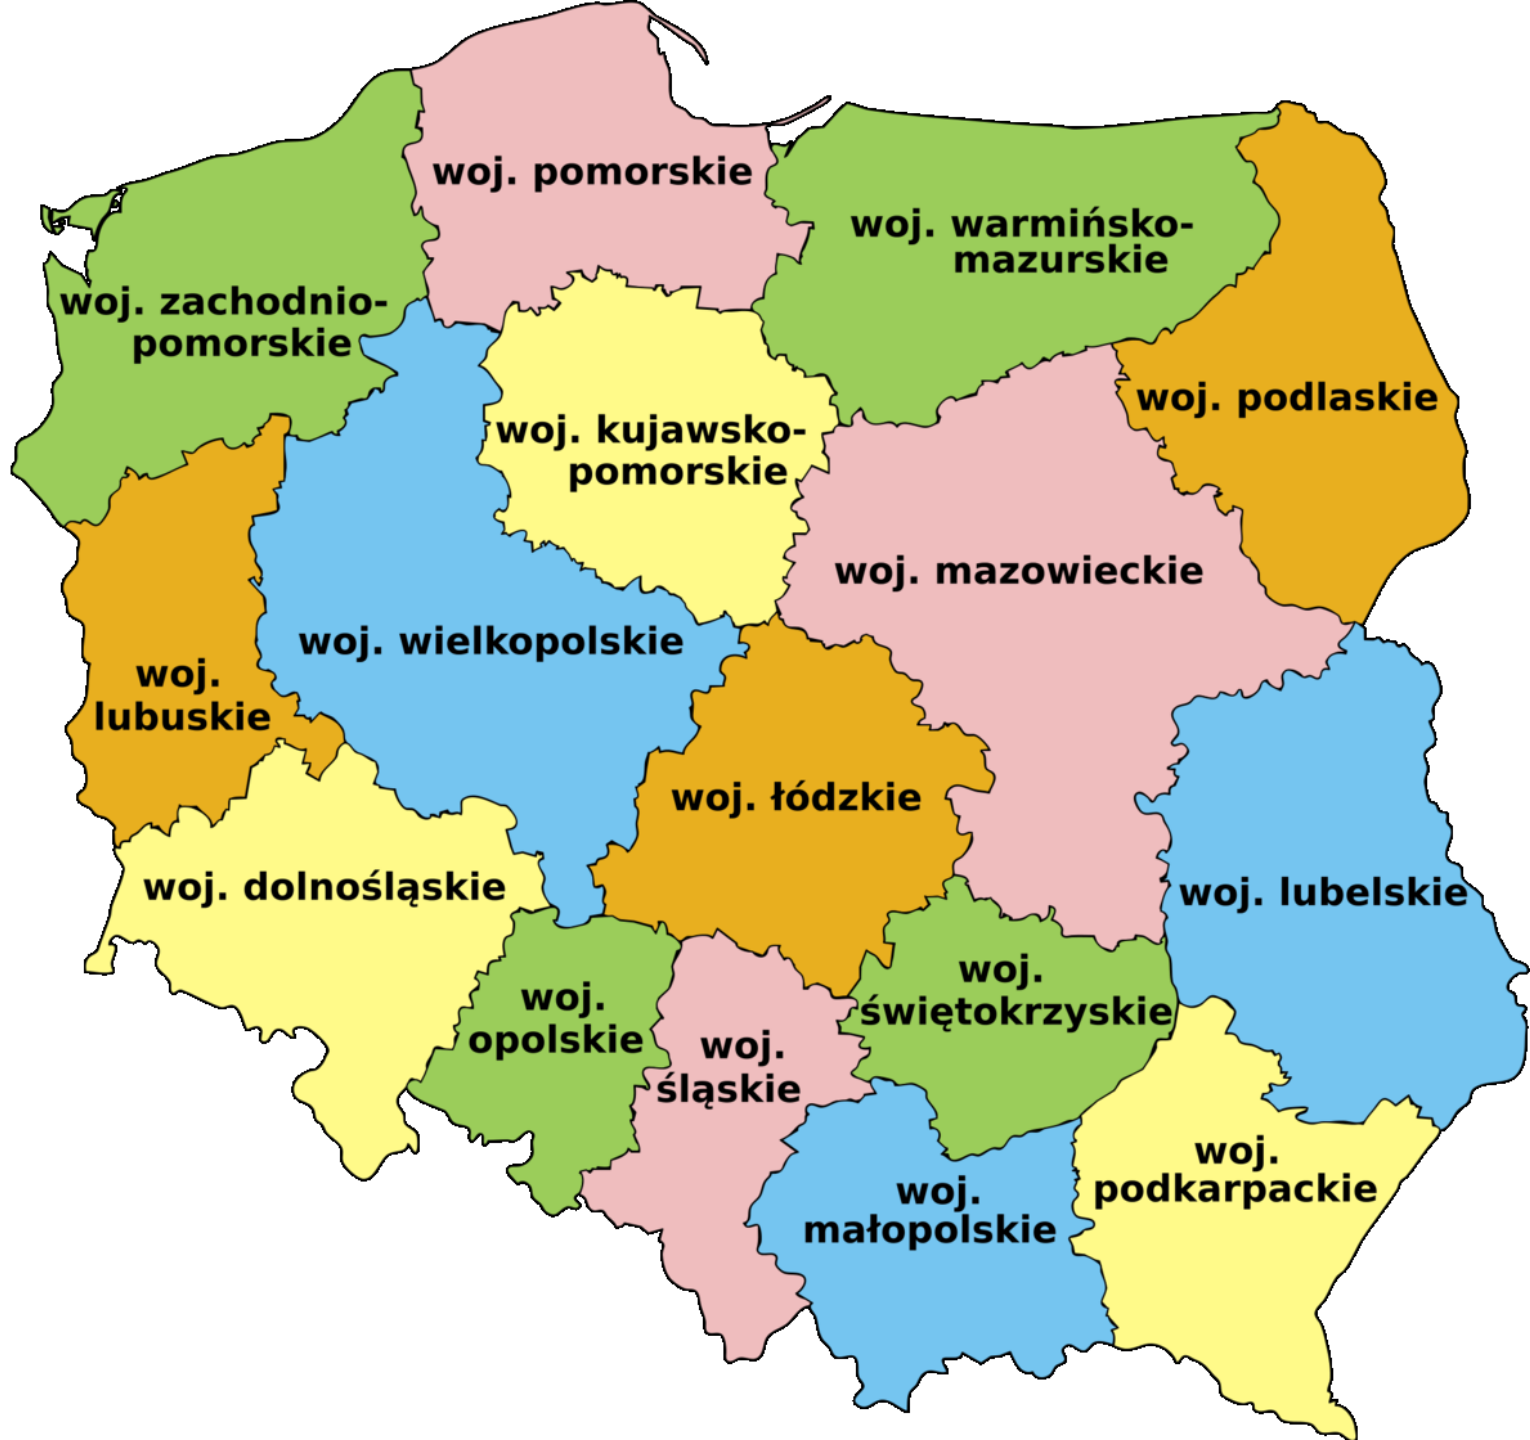 woj. pomorskie
woj. warmińsko-
mazurskie
woj. zachodnio-
pomorskie
woj. podlaskie
woj. kujawsko-
pomorskie
woj. mazowieckie
woj. wielkopolskie
woj.
lubuskie
woj. łódzkie
woj. dolnośląskie
woj. lubelskie
woj.
świętokrzyskie
woj.
opolskie
woj.
śląskie
woj.
podkarpackie
woj.
małopolskie